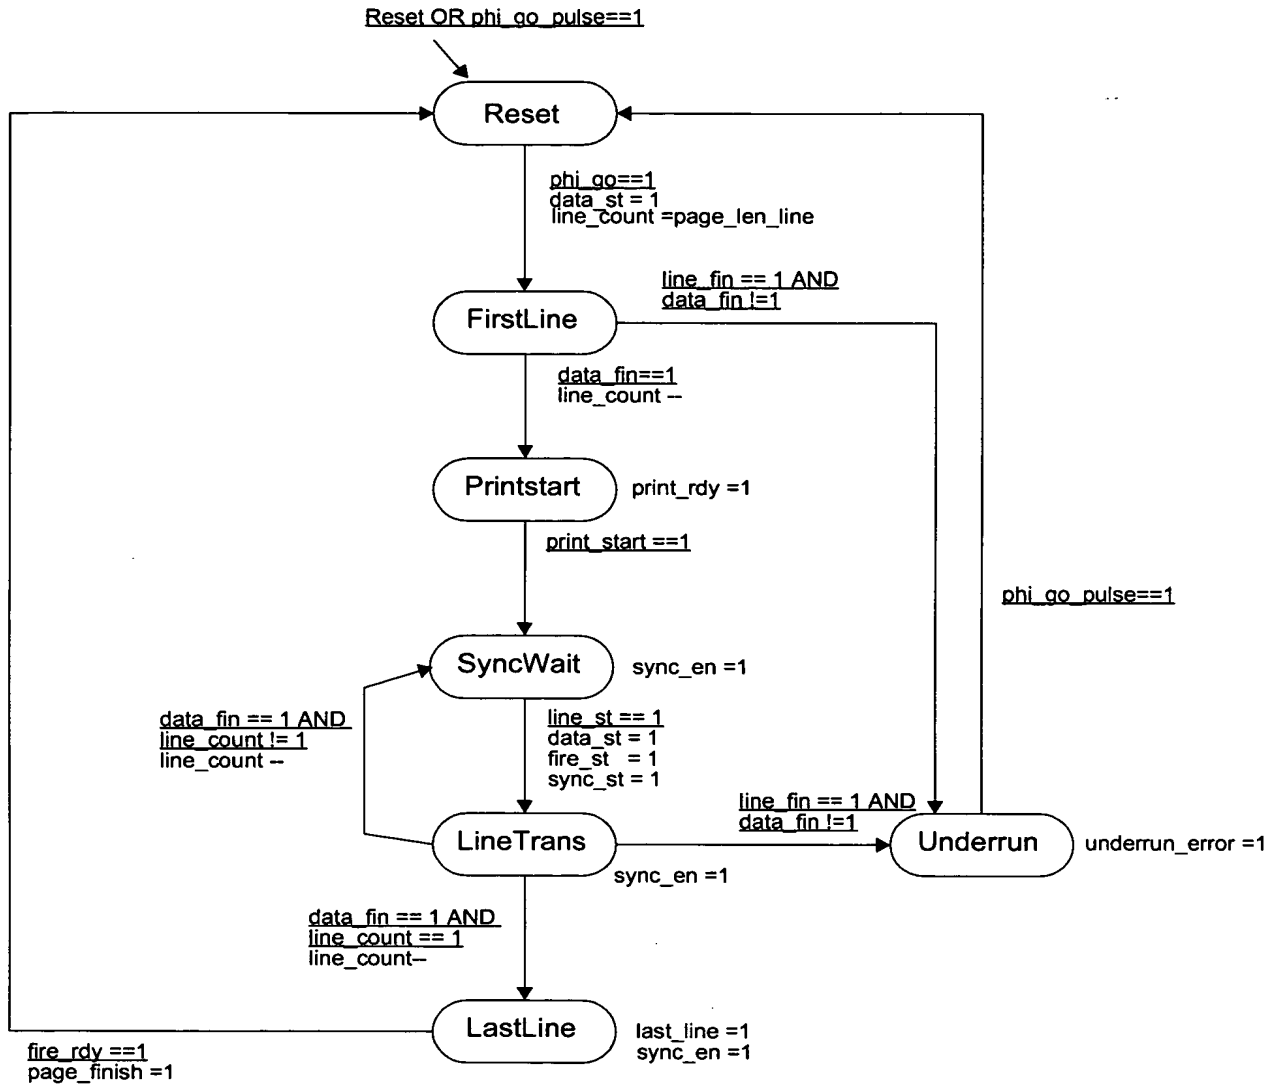 Reset OR phi_go_pulse==1
Reset
phi_go==1
data_st = 1
line_count =page_len_line
line_fin == 1 AND
data_fin !=1
FirstLine
data_fin==1
line_count --
Printstart
print_rdy =1
print_start ==1
phi_go_pulse==1
SyncWait
sync_en =1
data_fin == 1 AND
line_count != 1
line_count --
line_st == 1
data_st = 1
fire_st = 1
sync_st = 1
line_fin == 1 AND
data_fin !=1
LineTrans
sync_en =1
Underrun
underrun_error =1
data_fin == 1 AND
line_count == 1
line_count--
LastLine
last_line =1
sync_en =1
fire_rdy ==1
page_finish =1